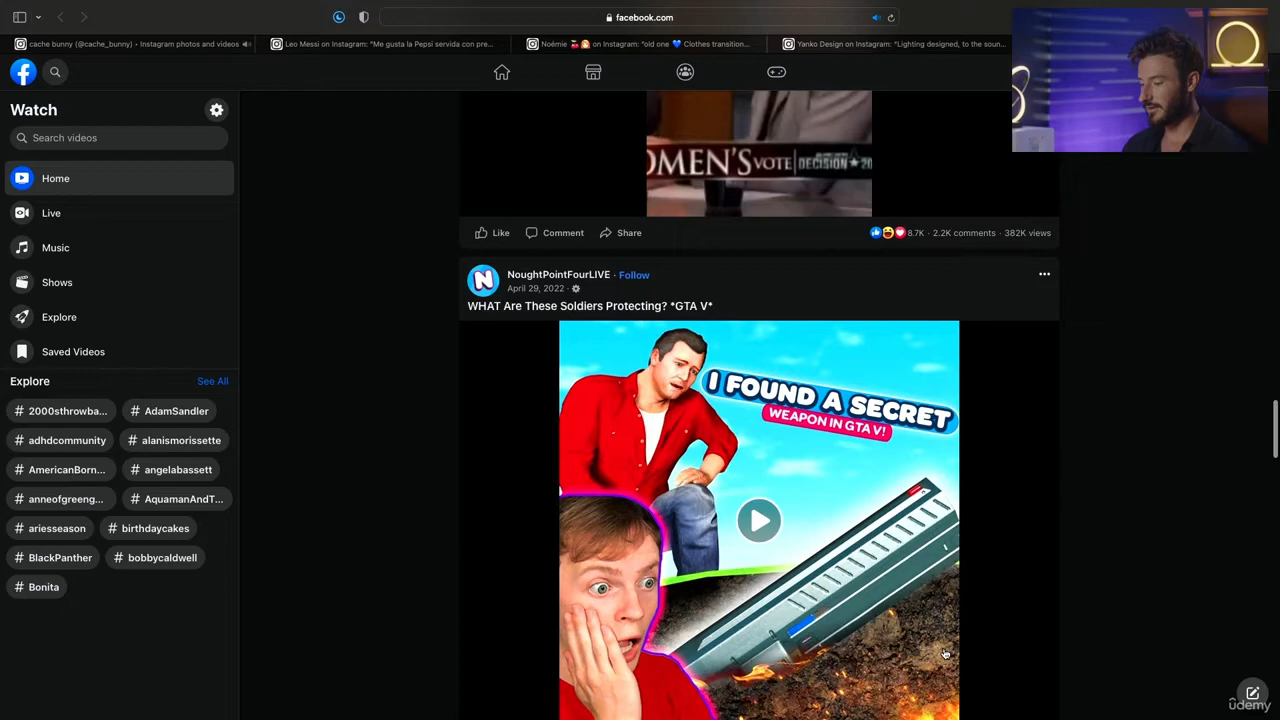 facebook.com
cache bunny (@cache_bunny) • Instagram photos and videos
Leo Messi on Instagram: "Me gusta la Pepsi servida con pre...
Noémie 🍒👩🏻 on Instagram: "old one 💙 Clothes transition...
Yanko Design on Instagram: "Lighting designed, to the soun...
Watch
Search videos
Home
Live
Music
Shows
Explore
Saved Videos
Explore
See All
# 2000sthrowba...
# AdamSandler
# adhdcommunity
# alanismorissette
# AmericanBorn...
# angelabassett
# anneofgreeng...
# AquamanAndT...
# ariesseason
# birthdaycakes
# BlackPanther
# bobbycaldwell
# Bonita
OMEN'S VOTE DECISION★20
Like
Comment
Share
8.7K · 2.2K comments · 382K views
NoughtPointFourLIVE · Follow
April 29, 2022 ·
WHAT Are These Soldiers Protecting? *GTA V*
I FOUND A SECRET
WEAPON IN GTA V!
N
ûdemy